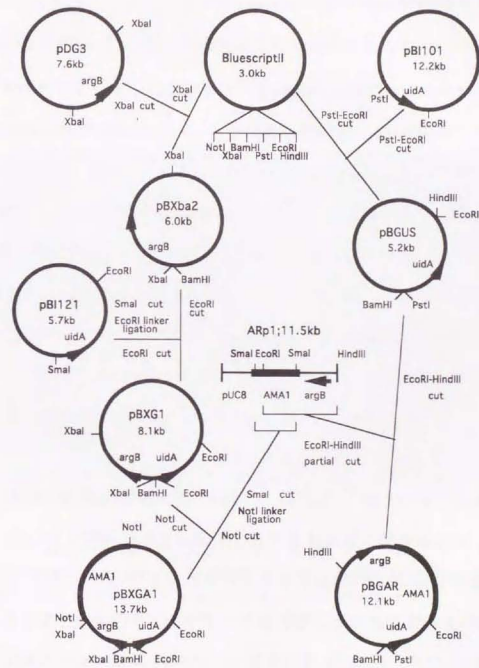 XbaI
pDG3
7.6kb
argB
XbaI
BluescriptII
3.0kb
pBI101
12.2kb
uidA
PstI
EcoRI
XbaI cut
XbaI
cut
PstI-EcoRI
cut
PstI-EcoRI
cut
NotI BamHI EcoRI
XbaI PstI HindIII
XbaI
pBXba2
6.0kb
argB
XbaI BamHI
HindIII
EcoRI
pBGUS
5.2kb
uidA
BamHI PstI
EcoRI
pBI121
5.7kb
uidA
SmaI
SmaI cut
EcoRI linker
ligation
EcoRI cut
EcoRI
cut
ARp1;11.5kb
SmaI EcoRI SmaI HindIII
pUC8 AMA1 argB
EcoRI-HindIII
cut
pBXG1
8.1kb
XbaI
argB uidA
EcoRI
XbaI BamHI EcoRI
EcoRI-HindIII
partial cut
SmaI cut
NotI linker
ligation
NotI cut
NotI
cut
NotI
AMA1
pBXGA1
13.7kb
NotI
XbaI
argB uidA
EcoRI
XbaI BamHI EcoRI
HindIII
argB
pBGAR
12.1kb
AMA1
uidA
EcoRI
BamHI PstI